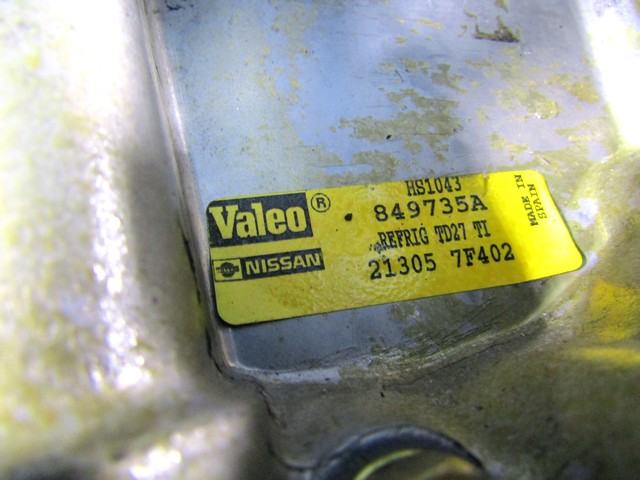 HS1043
Valeo ® 849735A
REFRIG TD27 TI
NISSAN 21305 7F402
MADE IN
SPAIN